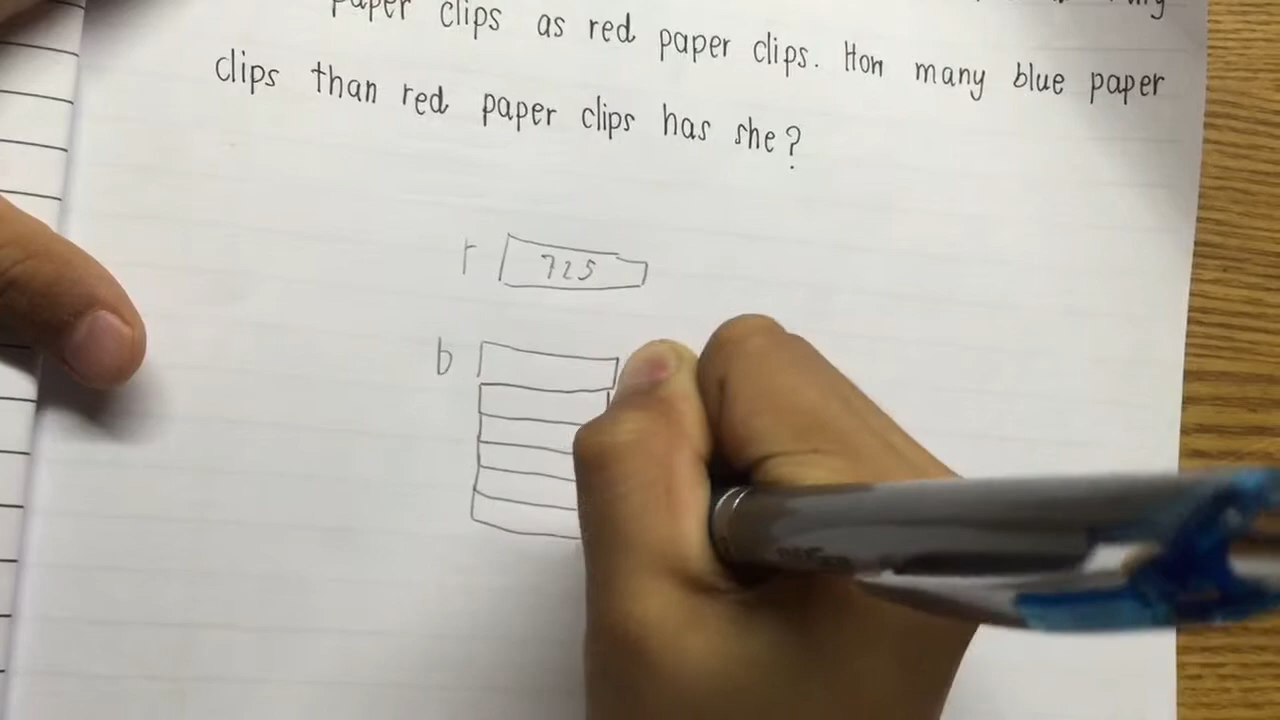 paper clips as red paper clips. How many blue paper
clips than red paper clips has she?
r 725
b